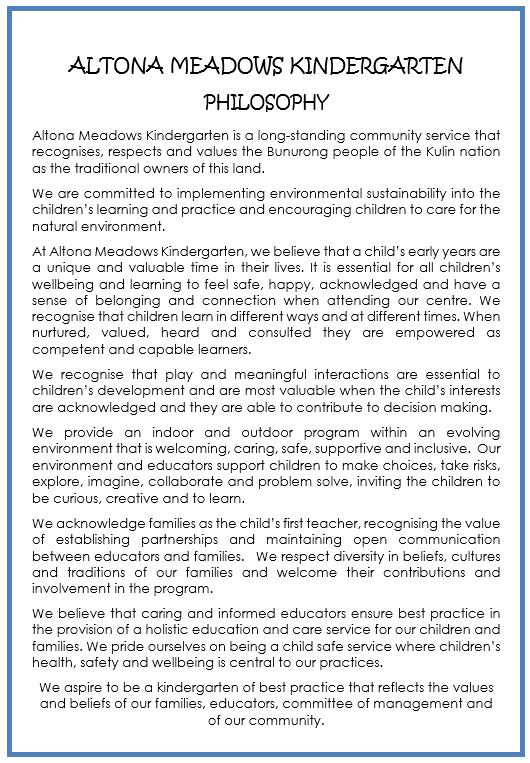 ALTONA MEADOWS KINDERGARTEN
PHILOSOPHY
Altona Meadows Kindergarten is a long-standing community service that
recognises, respects and values the Bunurong people of the Kulin nation
as the traditional owners of this land.
We are committed to implementing environmental sustainability into the
children's learning and practice and encouraging children to care for the
natural environment.
At Altona Meadows Kindergarten, we believe that a child's early years are
a unique and valuable time in their lives. It is essential for all children's
wellbeing and learning to feel safe, happy, acknowledged and have a
sense of belonging and connection when attending our centre. We
recognise that children learn in different ways and at different times. When
nurtured, valued, heard and consulted they are empowered as
competent and capable learners.
We recognise that play and meaningful interactions are essential to
children's development and are most valuable when the child's interests
are acknowledged and they are able to contribute to decision making.
We provide an indoor and outdoor program within an evolving
environment that is welcoming, caring, safe, supportive and inclusive. Our
environment and educators support children to make choices, take risks,
explore, imagine, collaborate and problem solve, inviting the children to
be curious, creative and to learn.
We acknowledge families as the child's first teacher, recognising the value
of establishing partnerships and maintaining open communication
between educators and families. We respect diversity in beliefs, cultures
and traditions of our families and welcome their contributions and
involvement in the program.
We believe that caring and informed educators ensure best practice in
the provision of a holistic education and care service for our children and
families. We pride ourselves on being a child safe service where children's
health, safety and wellbeing is central to our practices.
We aspire to be a kindergarten of best practice that reflects the values
and beliefs of our families, educators, committee of management and
of our community.